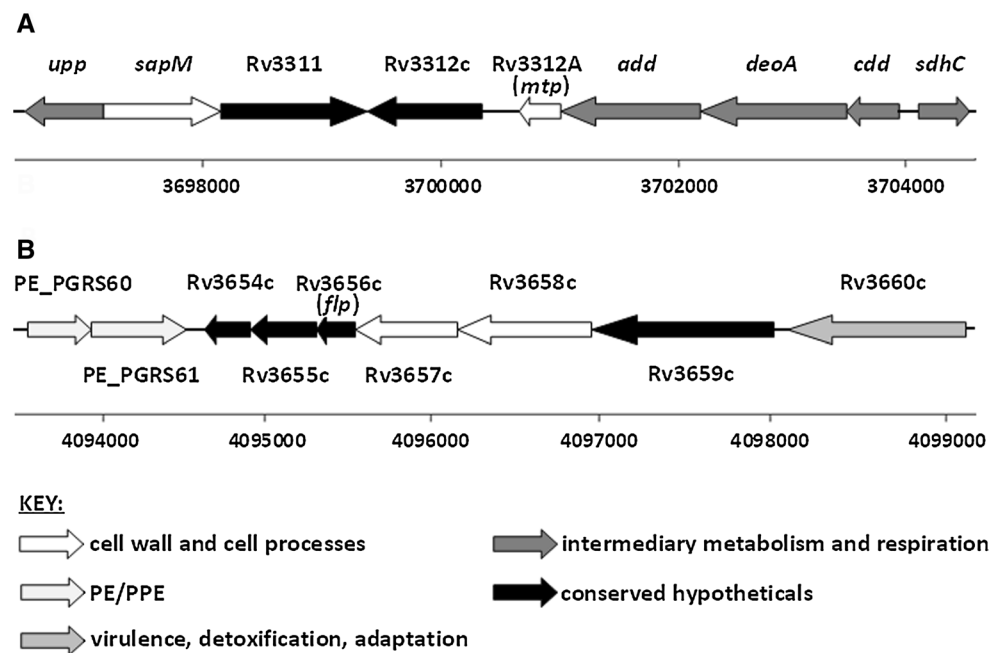 A
upp sapM Rv3311 Rv3312c Rv3312A add deoA cdd sdhC
(mtp)
3698000 3700000 3702000 3704000
B
PE_PGRS60 Rv3654c Rv3656c Rv3658c Rv3660c
(flp)
PE_PGRS61 Rv3655c Rv3657c Rv3659c
4094000 4095000 4096000 4097000 4098000 4099000
KEY:
cell wall and cell processes intermediary metabolism and respiration
PE/PPE conserved hypotheticals
virulence, detoxification, adaptation